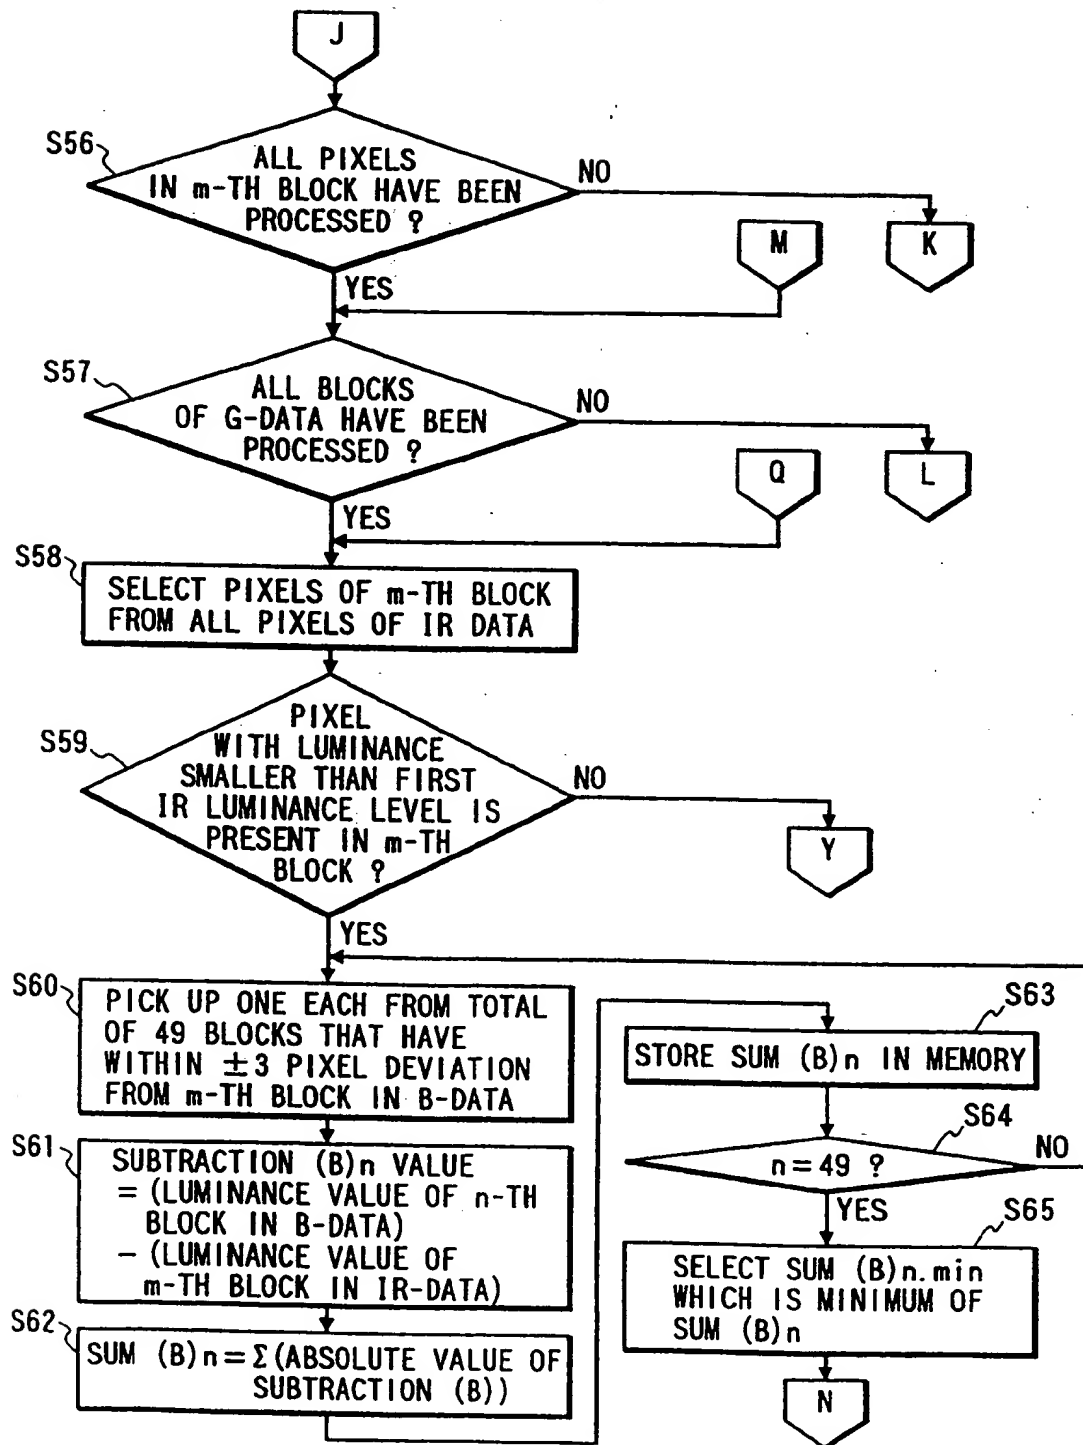 J
S56
ALL PIXELS
IN m-TH BLOCK HAVE BEEN
PROCESSED ?
NO
M
K
YES
S57
ALL BLOCKS
OF G-DATA HAVE BEEN
PROCESSED ?
NO
Q
L
YES
S58
SELECT PIXELS OF m-TH BLOCK
FROM ALL PIXELS OF IR DATA
S59
PIXEL
WITH LUMINANCE
SMALLER THAN FIRST
IR LUMINANCE LEVEL IS
PRESENT IN m-TH
BLOCK ?
NO
Y
YES
S60
PICK UP ONE EACH FROM TOTAL
OF 49 BLOCKS THAT HAVE
WITHIN ±3 PIXEL DEVIATION
FROM m-TH BLOCK IN B-DATA
S61
SUBTRACTION (B)n VALUE
= (LUMINANCE VALUE OF n-TH
BLOCK IN B-DATA)
- (LUMINANCE VALUE OF
m-TH BLOCK IN IR-DATA)
S62
SUM (B)n=Σ(ABSOLUTE VALUE OF
SUBTRACTION (B))
S63
STORE SUM (B)n IN MEMORY
S64
n=49 ?
NO
YES
S65
SELECT SUM (B)n.min
WHICH IS MINIMUM OF
SUM (B)n
N